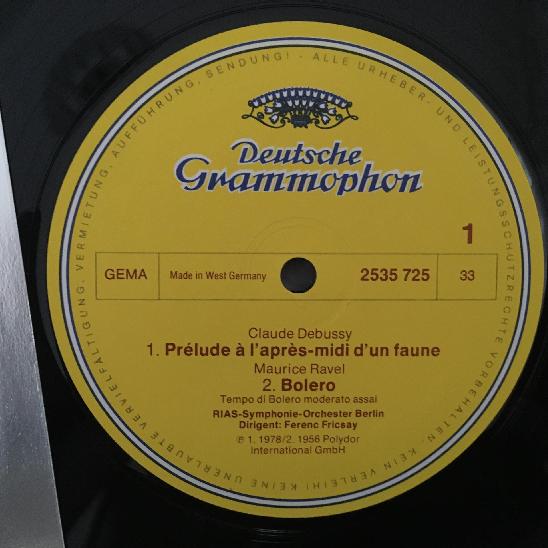 ALLE URHEBER- UND LEISTUNGSSCHUTZRECHTE VORBEHALTEN · KEIN VERLEIH! KEINE UNERLAUBTE VERVIELFÄLTIGUNG, VERMIETUNG, AUFFÜHRUNG, SENDUNG! -
Deutsche
Grammophon
1
GEMA Made in West Germany 2535 725 33
Claude Debussy
1. Prélude à l'après-midi d'un faune
Maurice Ravel
2. Bolero
Tempo di Bolero moderato assai
RIAS-Symphonie-Orchester Berlin
Dirigent: Ferenc Fricsay
℗ 1. 1978/2. 1956 Polydor
International GmbH